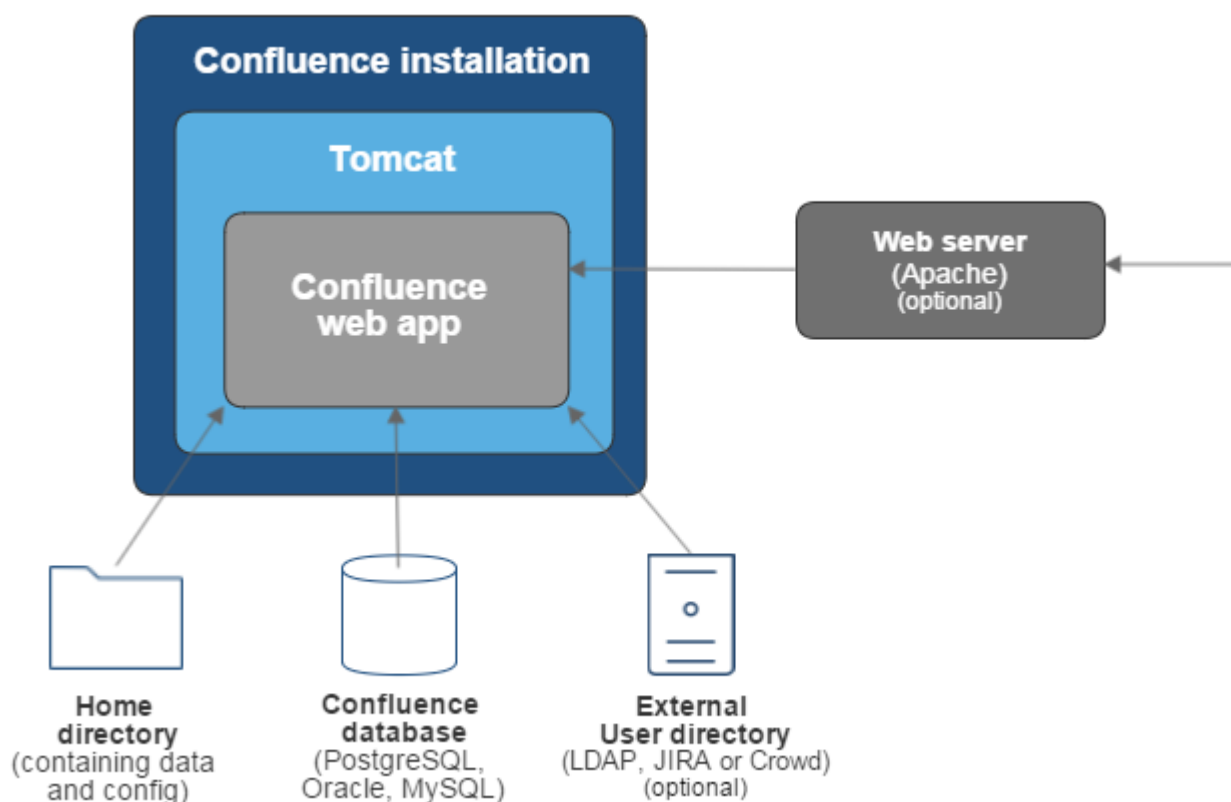 Confluence installation
Tomcat
Confluence
web app
Web server
(Apache)
(optional)
Home
directory
(containing data
and config)
Confluence
database
(PostgreSQL,
Oracle, MySQL)
External
User directory
(LDAP, JIRA or Crowd)
(optional)